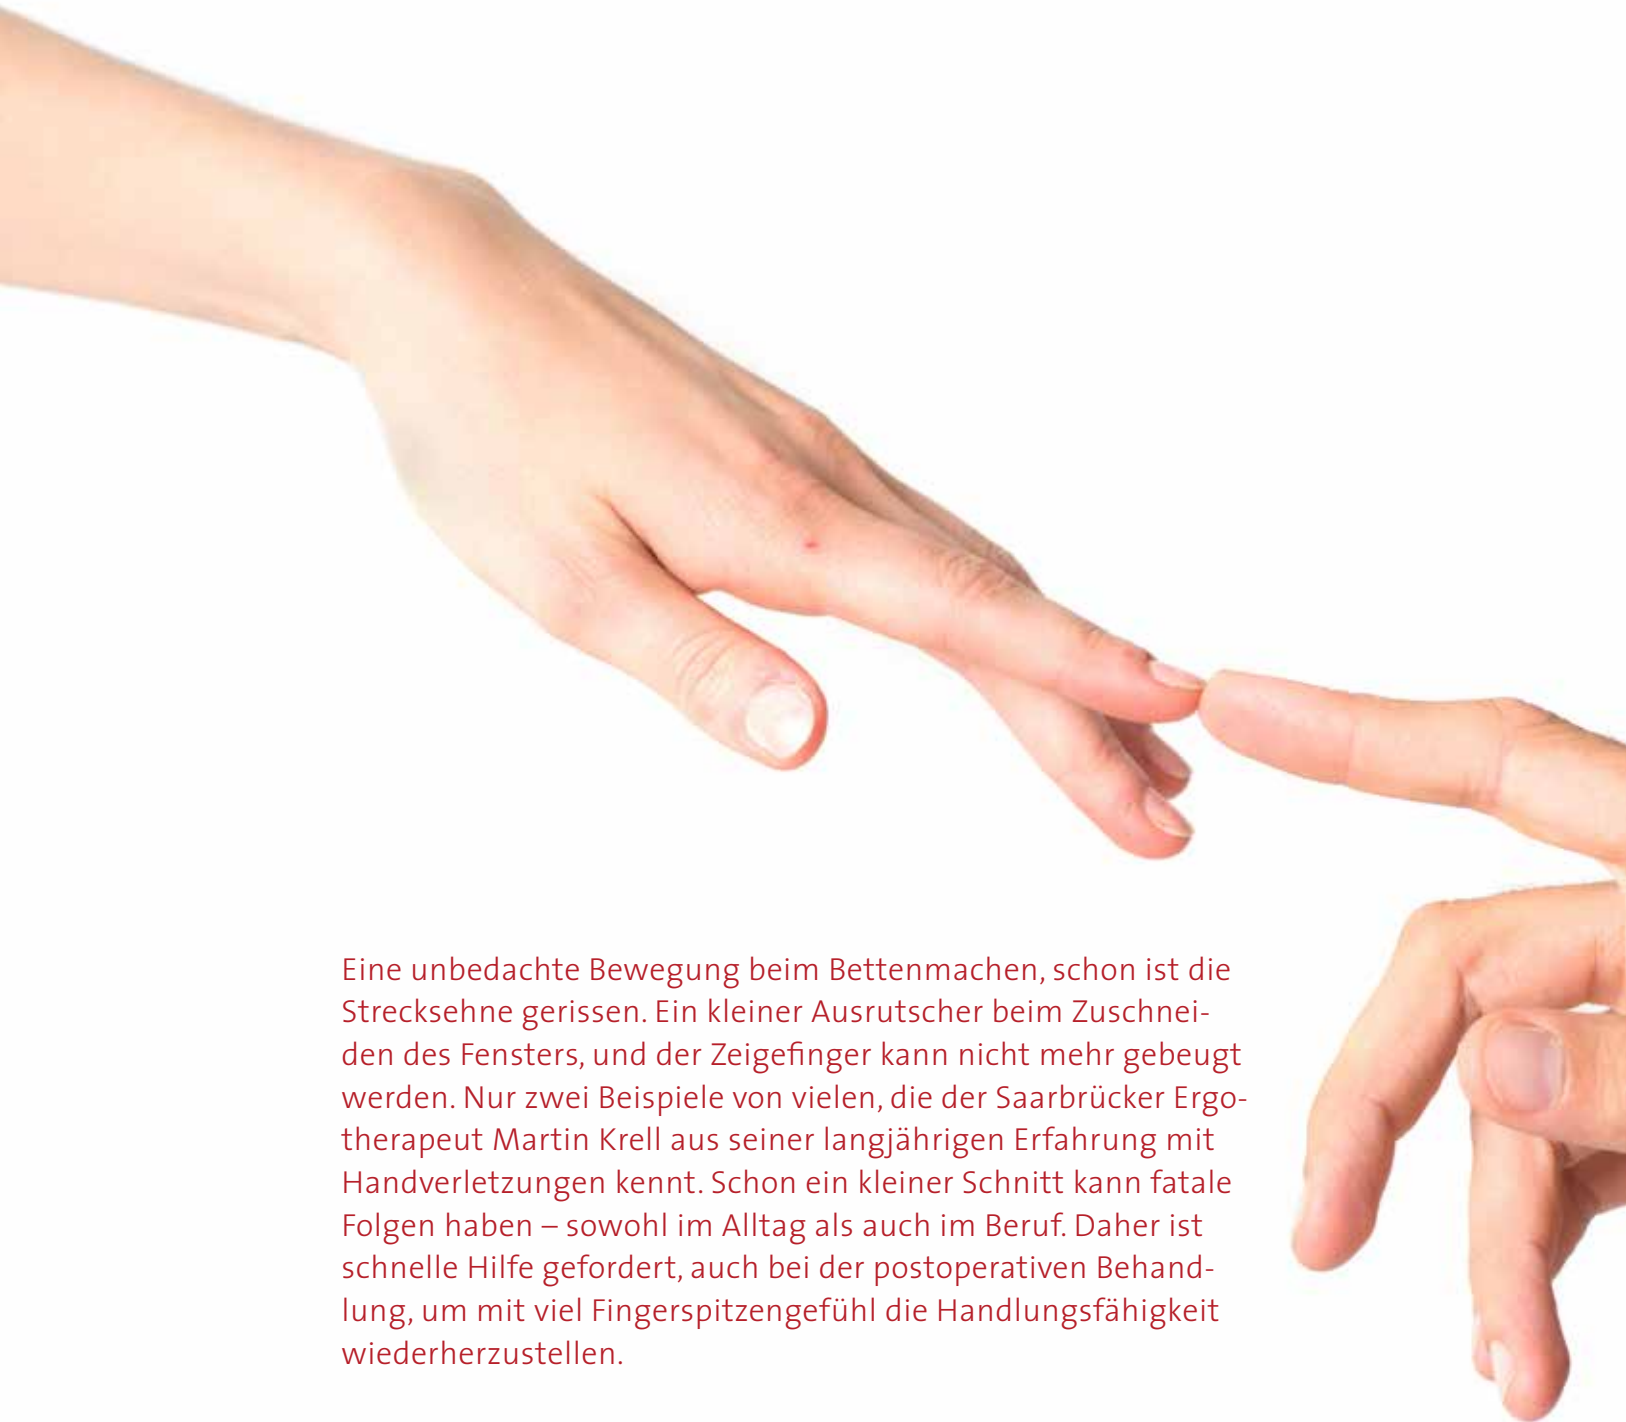 Eine unbedachte Bewegung beim Bettenmachen, schon ist die
Strecksehne gerissen. Ein kleiner Ausrutscher beim Zuschnei-
den des Fensters, und der Zeigefinger kann nicht mehr gebeugt
werden. Nur zwei Beispiele von vielen, die der Saarbrücker Ergo-
therapeut Martin Krell aus seiner langjährigen Erfahrung mit
Handverletzungen kennt. Schon ein kleiner Schnitt kann fatale
Folgen haben – sowohl im Alltag als auch im Beruf. Daher ist
schnelle Hilfe gefordert, auch bei der postoperativen Behand-
lung, um mit viel Fingerspitzengefühl die Handlungsfähigkeit
wiederherzustellen.